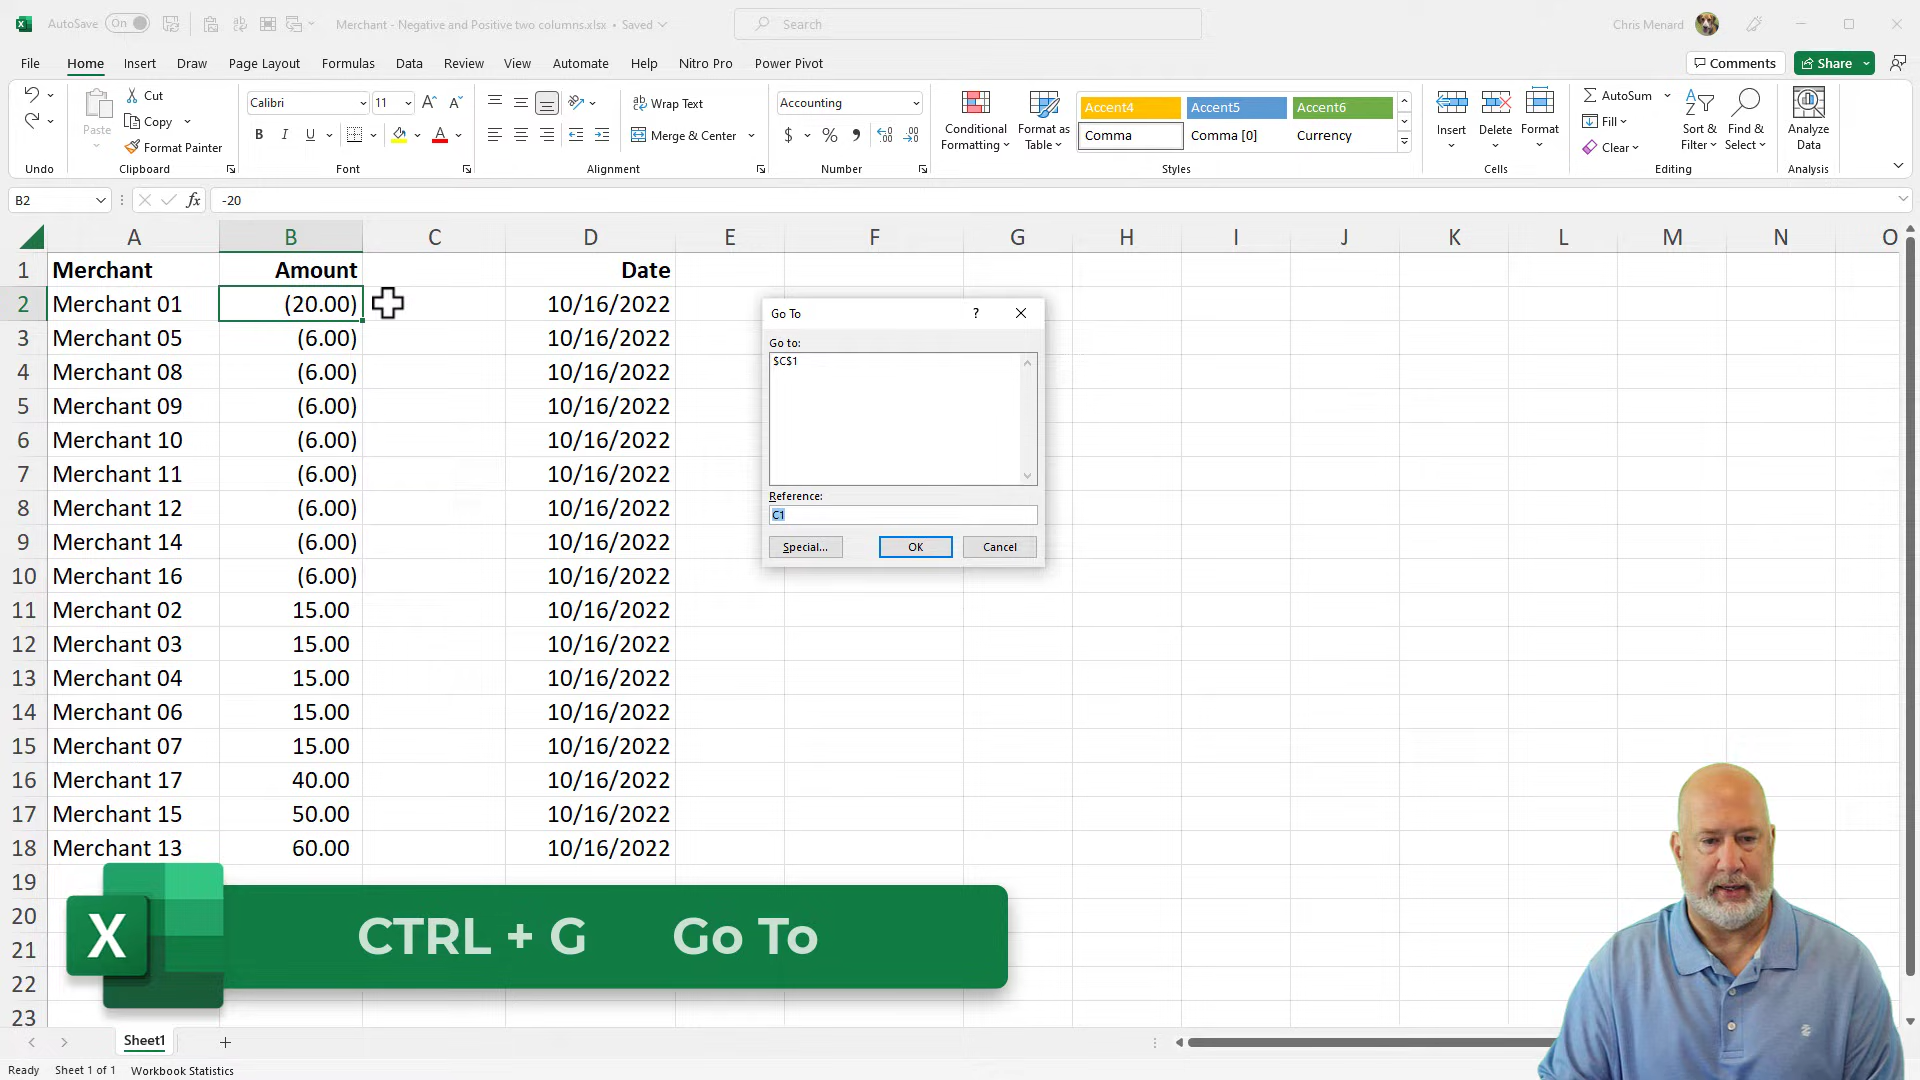 AutoSave On Merchant - Negative and Positive two columns.xlsx • Saved Search Chris Menard
File Home Insert Draw Page Layout Formulas Data Review View Automate Help Nitro Pro Power Pivot Comments Share
Paste Cut Copy Format Painter
Calibri 11
B I U
Wrap Text
Merge & Center
Accounting
$ %
Conditional Formatting
Format as Table
Accent4 Accent5 Accent6
Comma Comma [0] Currency
Insert Delete Format
AutoSum Fill Clear
Sort & Filter
Find & Select
Analyze Data
Undo Clipboard Font Alignment Number Styles Cells Editing Analysis
B2 fx -20
A B C D E F G H I J K L M N O
1 Merchant Amount Date
2 Merchant 01 (20.00) 10/16/2022
3 Merchant 05 (6.00) 10/16/2022
4 Merchant 08 (6.00) 10/16/2022
5 Merchant 09 (6.00) 10/16/2022
6 Merchant 10 (6.00) 10/16/2022
7 Merchant 11 (6.00) 10/16/2022
8 Merchant 12 (6.00) 10/16/2022
9 Merchant 14 (6.00) 10/16/2022
10 Merchant 16 (6.00) 10/16/2022
11 Merchant 02 15.00 10/16/2022
12 Merchant 03 15.00 10/16/2022
13 Merchant 04 15.00 10/16/2022
14 Merchant 06 15.00 10/16/2022
15 Merchant 07 15.00 10/16/2022
16 Merchant 17 40.00 10/16/2022
17 Merchant 15 50.00 10/16/2022
18 Merchant 13 60.00 10/16/2022
19
20
21
22
23
Go To ?
Go to:
$C$1
Reference:
C1
Special... OK Cancel
X CTRL + G Go To
Sheet1
Ready Sheet 1 of 1 Workbook Statistics